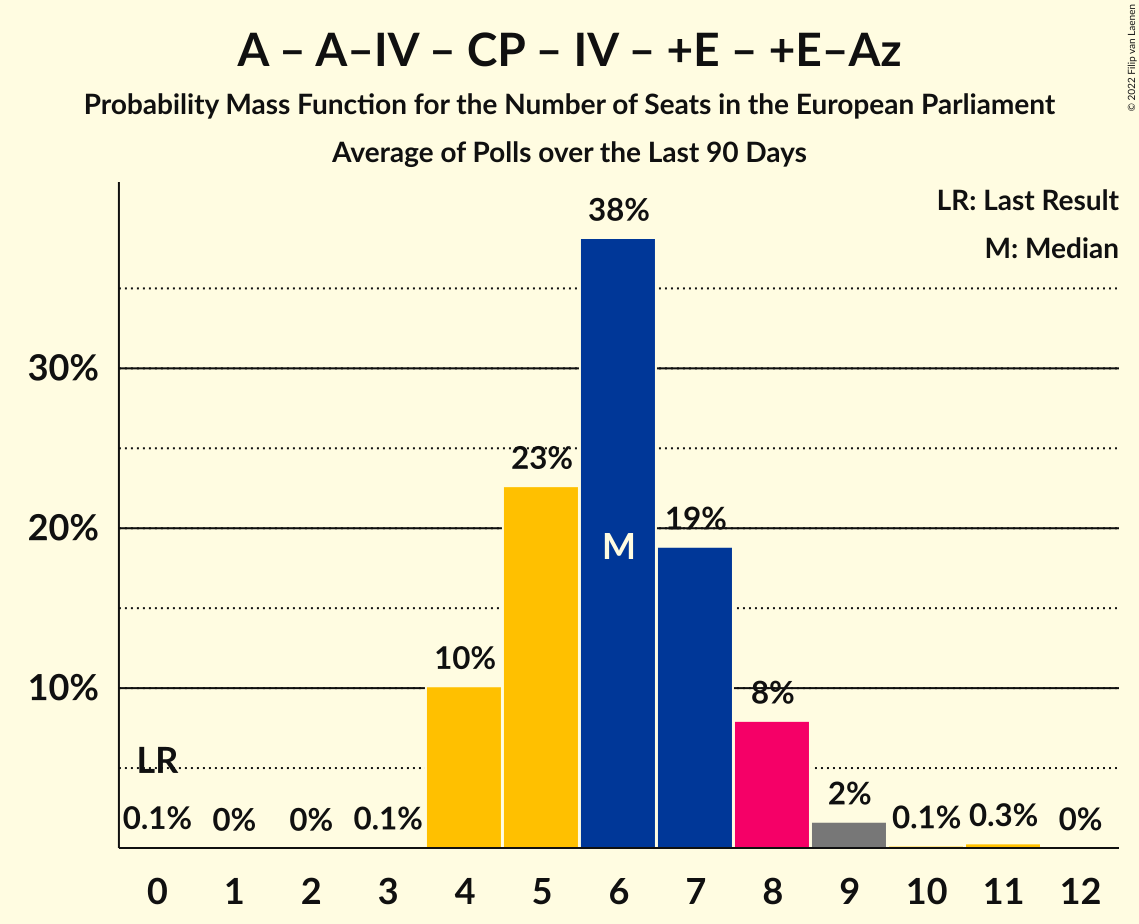 A – A–IV – CP – IV – +E – +E–Az
Probability Mass Function for the Number of Seats in the European Parliament
Average of Polls over the Last 90 Days
© 2022 Filip van Laenen
LR: Last Result
M: Median
38%
30%
23%
20%
19%
M
10%
10%
8%
LR
2%
0.1% 0% 0% 0.1% 0.1% 0.3% 0%
0 1 2 3 4 5 6 7 8 9 10 11 12